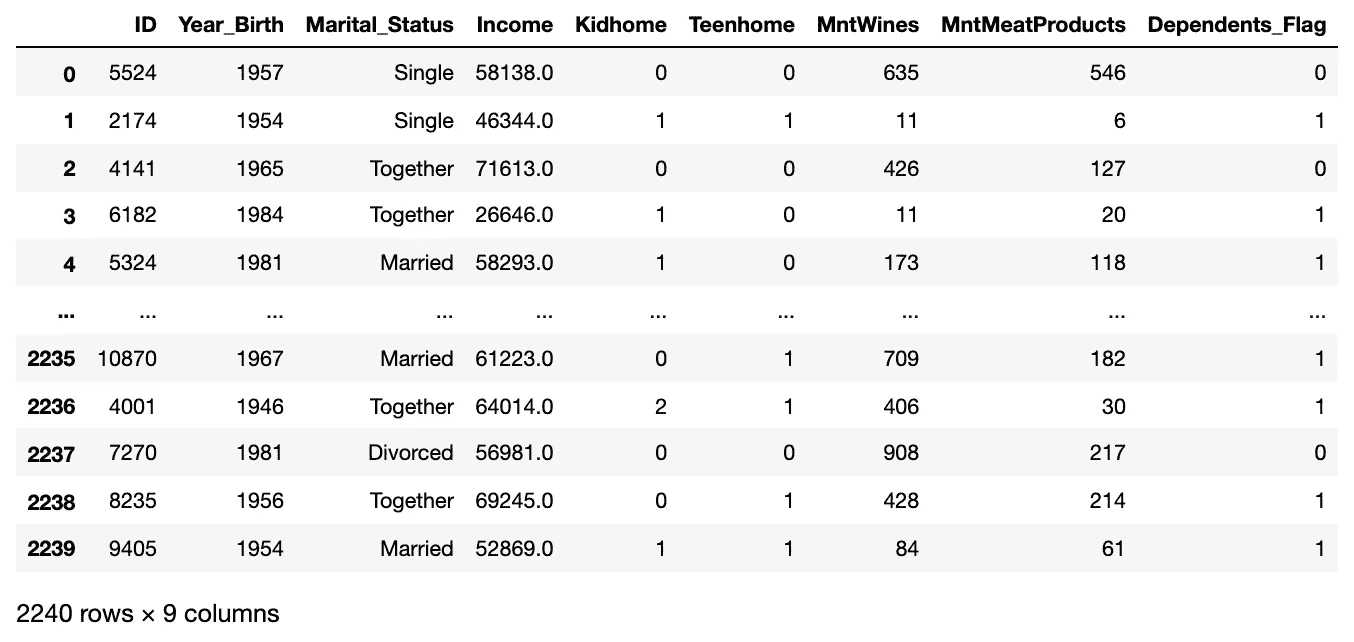 ID Year_Birth Marital_Status Income Kidhome Teenhome MntWines MntMeatProducts Dependents_Flag
0 5524 1957 Single 58138.0 0 0 635 546 0
1 2174 1954 Single 46344.0 1 1 11 6 1
2 4141 1965 Together 71613.0 0 0 426 127 0
3 6182 1984 Together 26646.0 1 0 11 20 1
4 5324 1981 Married 58293.0 1 0 173 118 1
... ... ... ... ... ... ... ... ... ...
2235 10870 1967 Married 61223.0 0 1 709 182 1
2236 4001 1946 Together 64014.0 2 1 406 30 1
2237 7270 1981 Divorced 56981.0 0 0 908 217 0
2238 8235 1956 Together 69245.0 0 1 428 214 1
2239 9405 1954 Married 52869.0 1 1 84 61 1
2240 rows × 9 columns